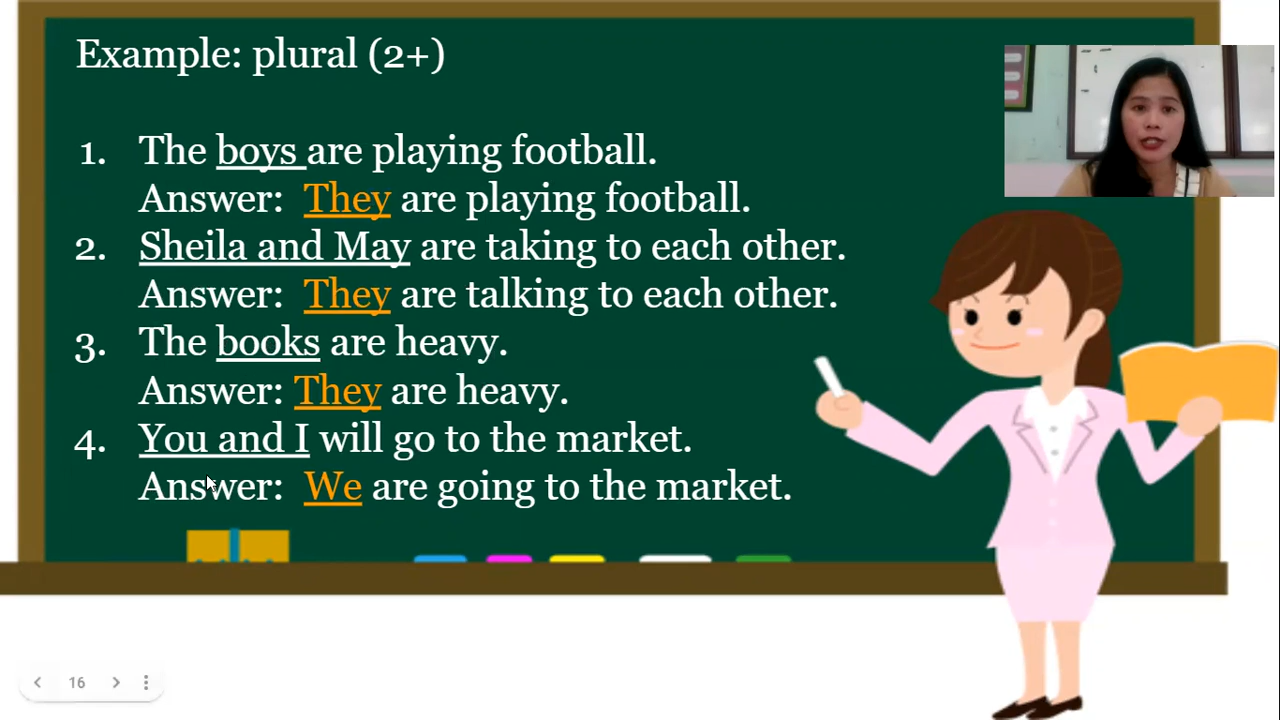 Example: plural (2+)
1. The boys are playing football.
Answer: They are playing football.
2. Sheila and May are taking to each other.
Answer: They are talking to each other.
3. The books are heavy.
Answer: They are heavy.
4. You and I will go to the market.
Answer: We are going to the market.
16